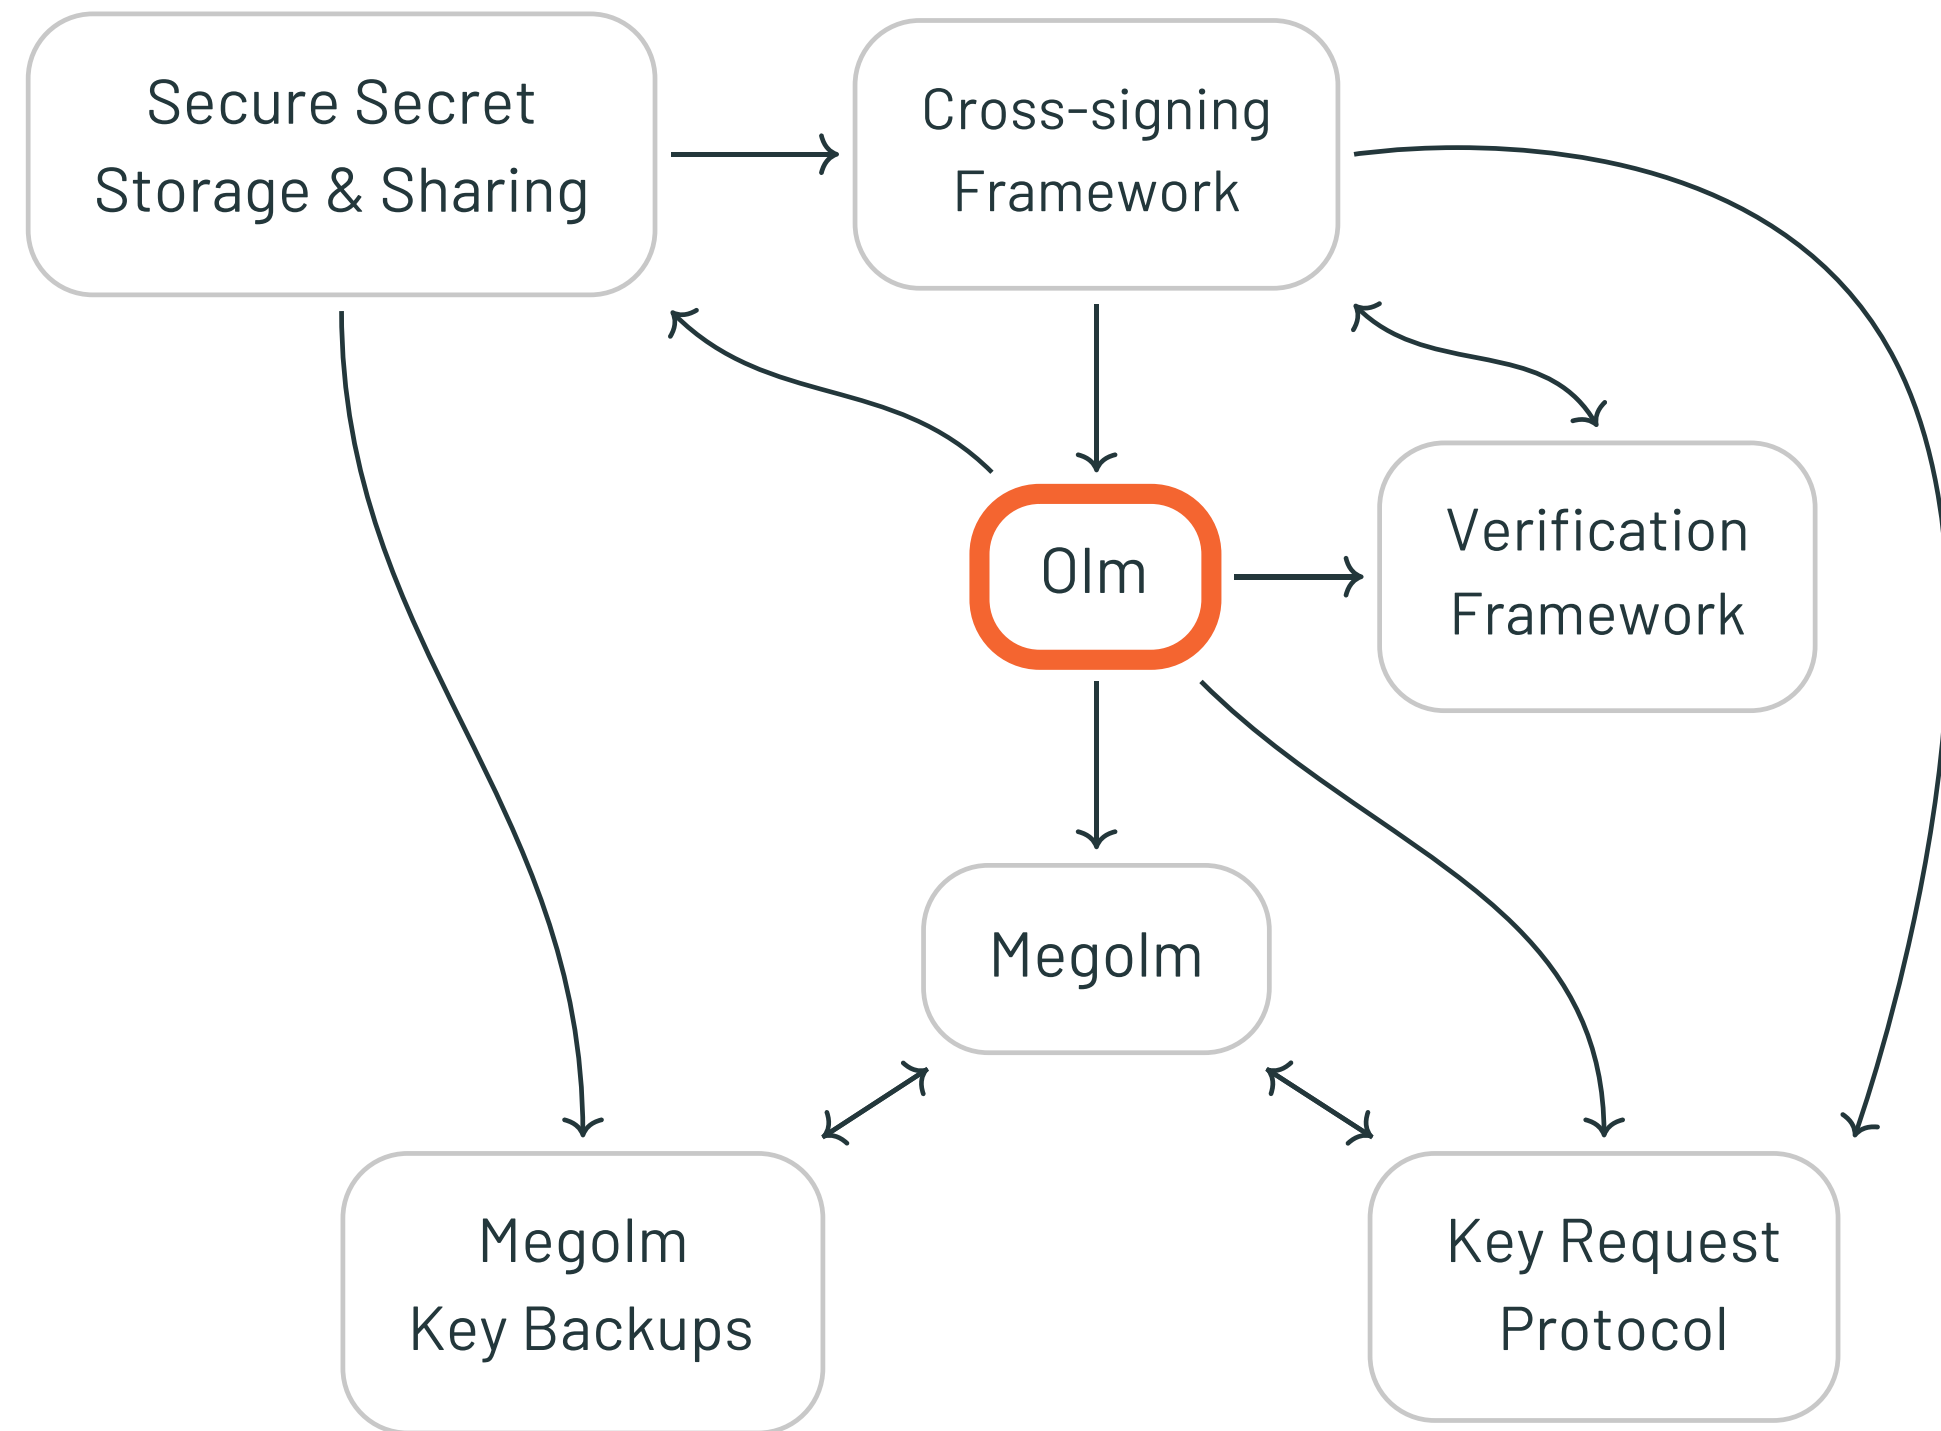 Secure Secret
Storage & Sharing
Cross-signing
Framework
Olm
Verification
Framework
Megolm
Megolm
Key Backups
Key Request
Protocol